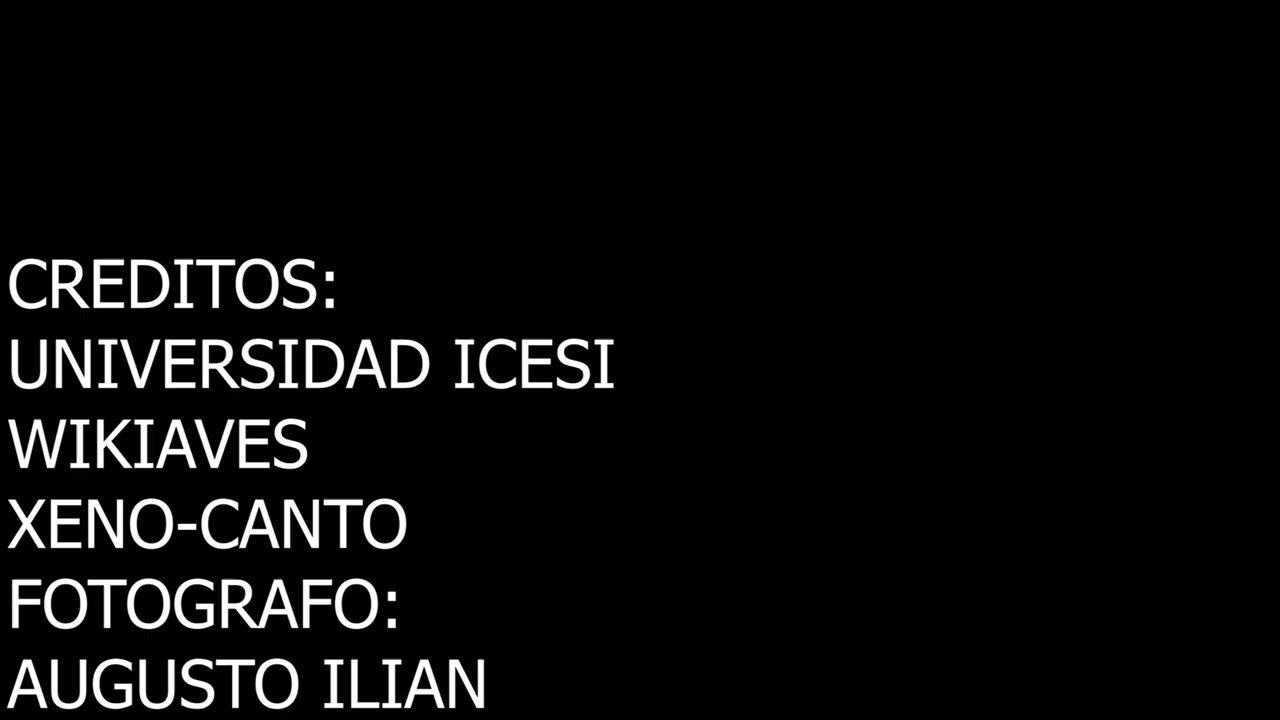 CREDITOS:
UNIVERSIDAD ICESI
WIKIAVES
XENO-CANTO
FOTOGRAFO:
AUGUSTO ILIAN